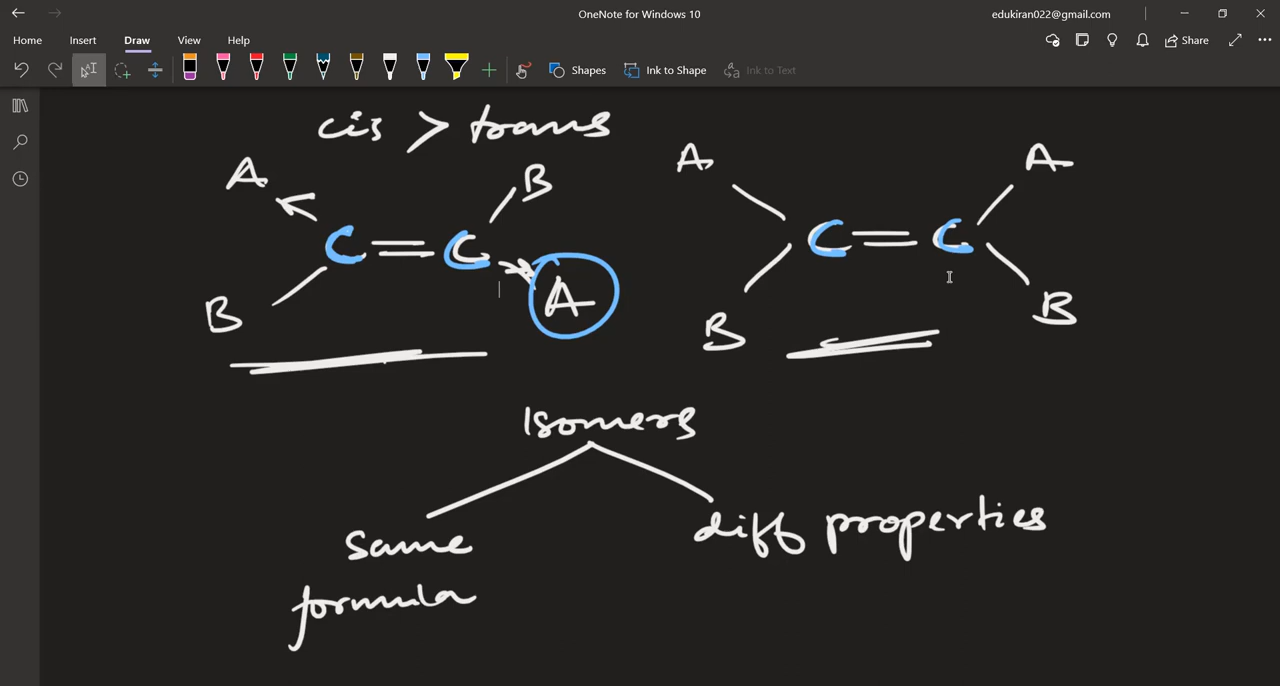 OneNote for Windows 10
edukiran022@gmail.com
Home Insert Draw View Help
Share
Shapes
Ink to Shape
Ink to Text
cis > trans
A B A A
C = C C = C
B A B B
Isomers
same diff properties
formula